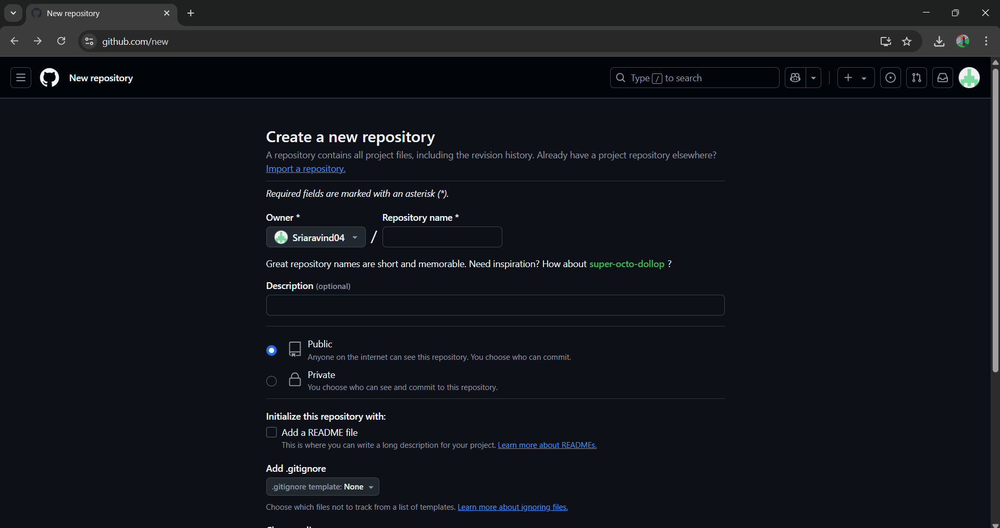 New repository
github.com/new
New repository
Type / to search
Create a new repository
A repository contains all project files, including the revision history. Already have a project repository elsewhere?
Import a repository.
Required fields are marked with an asterisk (*).
Owner *
Repository name *
Sriaravind04
/
Great repository names are short and memorable. Need inspiration? How about super-octo-dollop ?
Description (optional)
Public
Anyone on the internet can see this repository. You choose who can commit.
Private
You choose who can see and commit to this repository.
Initialize this repository with:
Add a README file
This is where you can write a long description for your project. Learn more about READMEs.
Add .gitignore
.gitignore template: None
Choose which files not to track from a list of templates. Learn more about ignoring files.